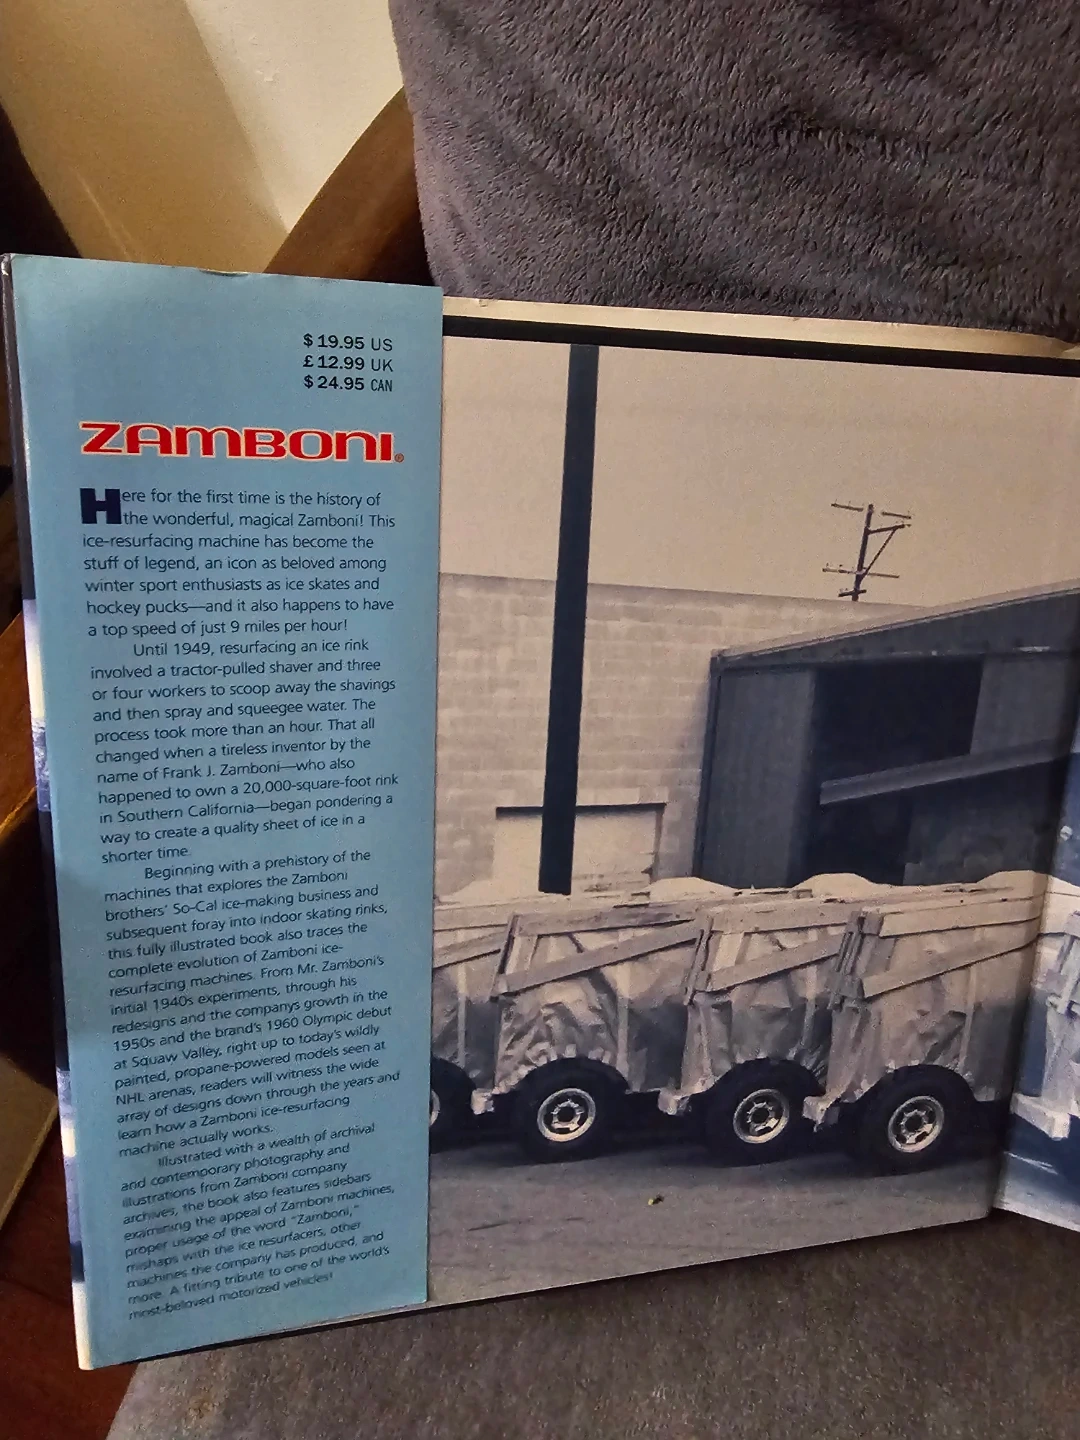 $19.95 US
£12.99 UK
$24.95 CAN
ZAMBONI®
Here for the first time is the history of
the wonderful, magical Zamboni! This
ice-resurfacing machine has become the
stuff of legend, an icon as beloved among
winter sport enthusiasts as ice skates and
hockey pucks—and it also happens to have
a top speed of just 9 miles per hour!
Until 1949, resurfacing an ice rink
involved a tractor-pulled shaver and three
or four workers to scoop away the shavings
and then spray and squeegee water. The
process took more than an hour. That all
changed when a tireless inventor by the
name of Frank J. Zamboni—who also
happened to own a 20,000-square-foot rink
in Southern California—began pondering a
way to create a quality sheet of ice in a
shorter time.
Beginning with a prehistory of the
machines that explores the Zamboni
brothers' So-Cal ice-making business and
subsequent foray into indoor skating rinks,
this fully illustrated book also traces the
complete evolution of Zamboni ice-
resurfacing machines. From Mr. Zamboni's
initial 1940s experiments, through his
redesigns and the companys growth in the
1950s and the brand's 1960 Olympic debut
at Squaw Valley, right up to today's wildly
painted, propane-powered models seen at
NHL arenas, readers will witness the wide
array of designs down through the years and
learn how a Zamboni ice-resurfacing
machine actually works.
Illustrated with a wealth of archival
and contemporary photography and
illustrations from Zamboni company
archives, the book also features sidebars
examining the appeal of Zamboni machines,
proper usage of the word "Zamboni,"
mishaps with the ice resurfacers, other
machines the company has produced, and
more. A fitting tribute to one of the world's
most-beloved motorized vehicles!